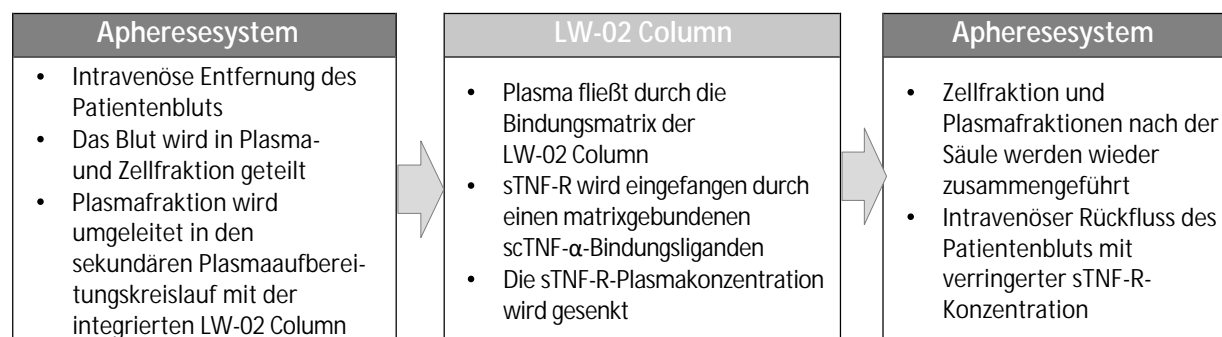 Apheresesystem
• Intravenöse Entfernung des
Patientenbluts
• Das Blut wird in Plasma-
und Zellfraktion geteilt
• Plasmafraktion wird
umgeleitet in den
sekundären Plasmaaufberei-
tungskreislauf mit der
integrierten LW-02 Column
LW-02 Column
• Plasma fließt durch die
Bindungsmatrix der
LW-02 Column
• sTNF-R wird eingefangen durch
einen matrixgebundenen
scTNF-α-Bindungsliganden
• Die sTNF-R-Plasmakonzentration
wird gesenkt
Apheresesystem
• Zellfraktion und
Plasmafraktionen nach der
Säule werden wieder
zusammengeführt
• Intravenöser Rückfluss des
Patientenbluts mit
verringerter sTNF-R-
Konzentration